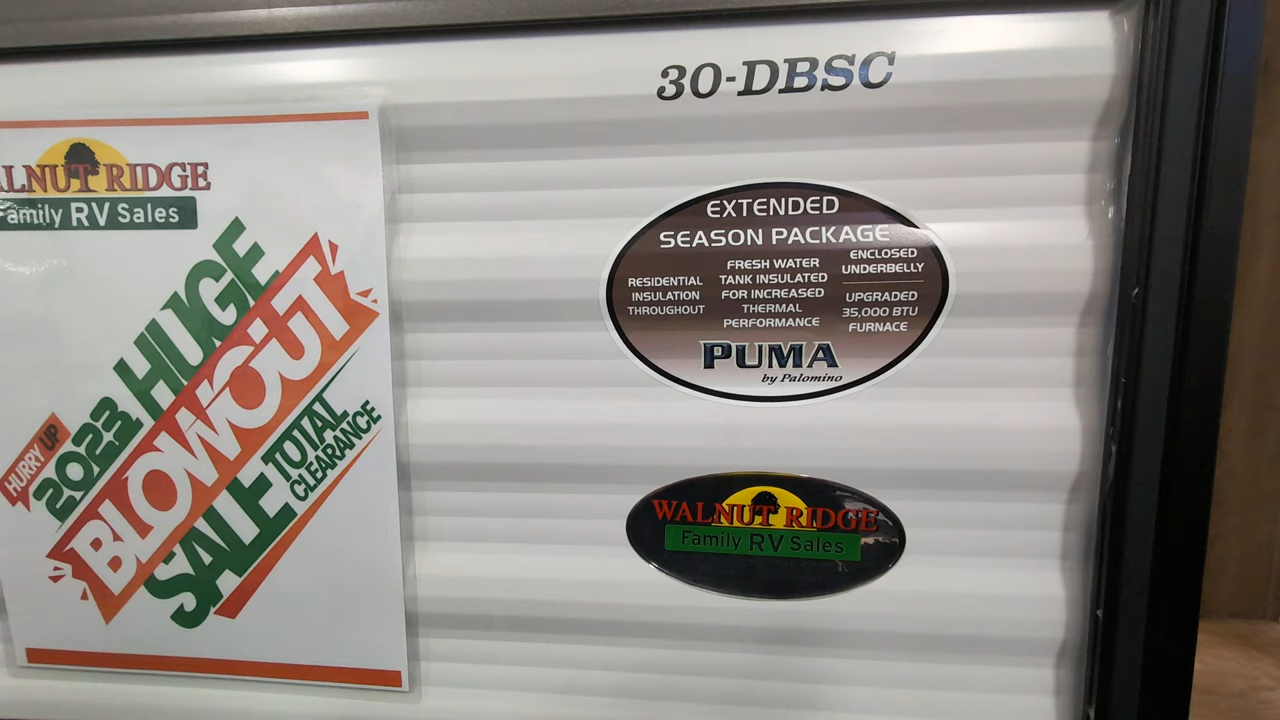 30-DBSC
ALNUT RIDGE
Family RV Sales
HURRY UP
2023 HUGE
BLOWOUT
SALE TOTAL
CLEARANCE
EXTENDED
SEASON PACKAGE
RESIDENTIAL
INSULATION
THROUGHOUT
FRESH WATER
TANK INSULATED
FOR INCREASED
THERMAL
PERFORMANCE
ENCLOSED
UNDERBELLY
UPGRADED
35,000 BTU
FURNACE
PUMA
by Palomino
WALNUT RIDGE
Family RV Sales